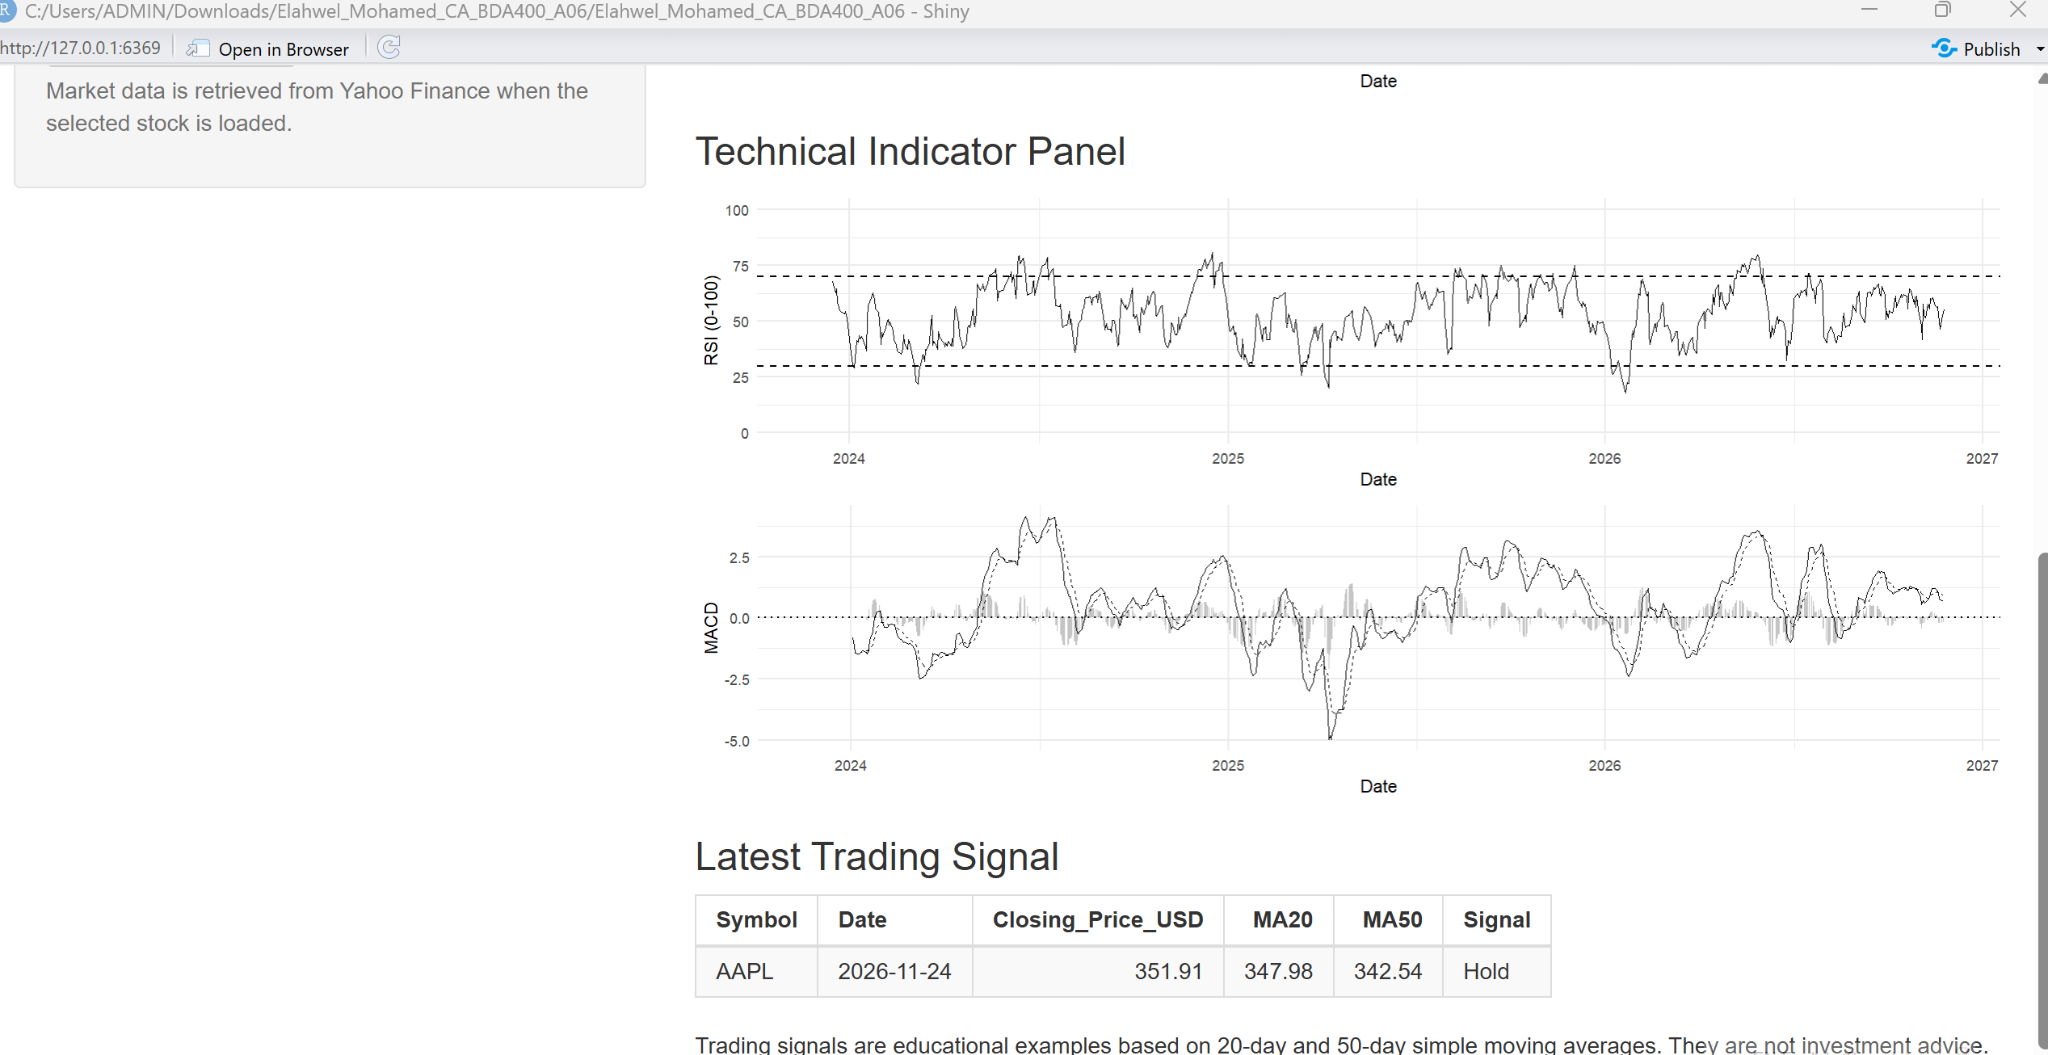 C:/Users/ADMIN/Downloads/Elahwel_Mohamed_CA_BDA400_A06/Elahwel_Mohamed_CA_BDA400_A06 - Shiny
http://127.0.0.1:6369 Open in Browser Publish
Market data is retrieved from Yahoo Finance when the
selected stock is loaded.
Date
Technical Indicator Panel
100
75
50
25
0
RSI (0-100)
2024 2025 2026 2027
Date
2.5
0.0
-2.5
-5.0
MACD
2024 2025 2026 2027
Date
Latest Trading Signal
Symbol Date Closing_Price_USD MA20 MA50 Signal
AAPL 2026-11-24 351.91 347.98 342.54 Hold
Trading signals are educational examples based on 20-day and 50-day simple moving averages. They are not investment advice.